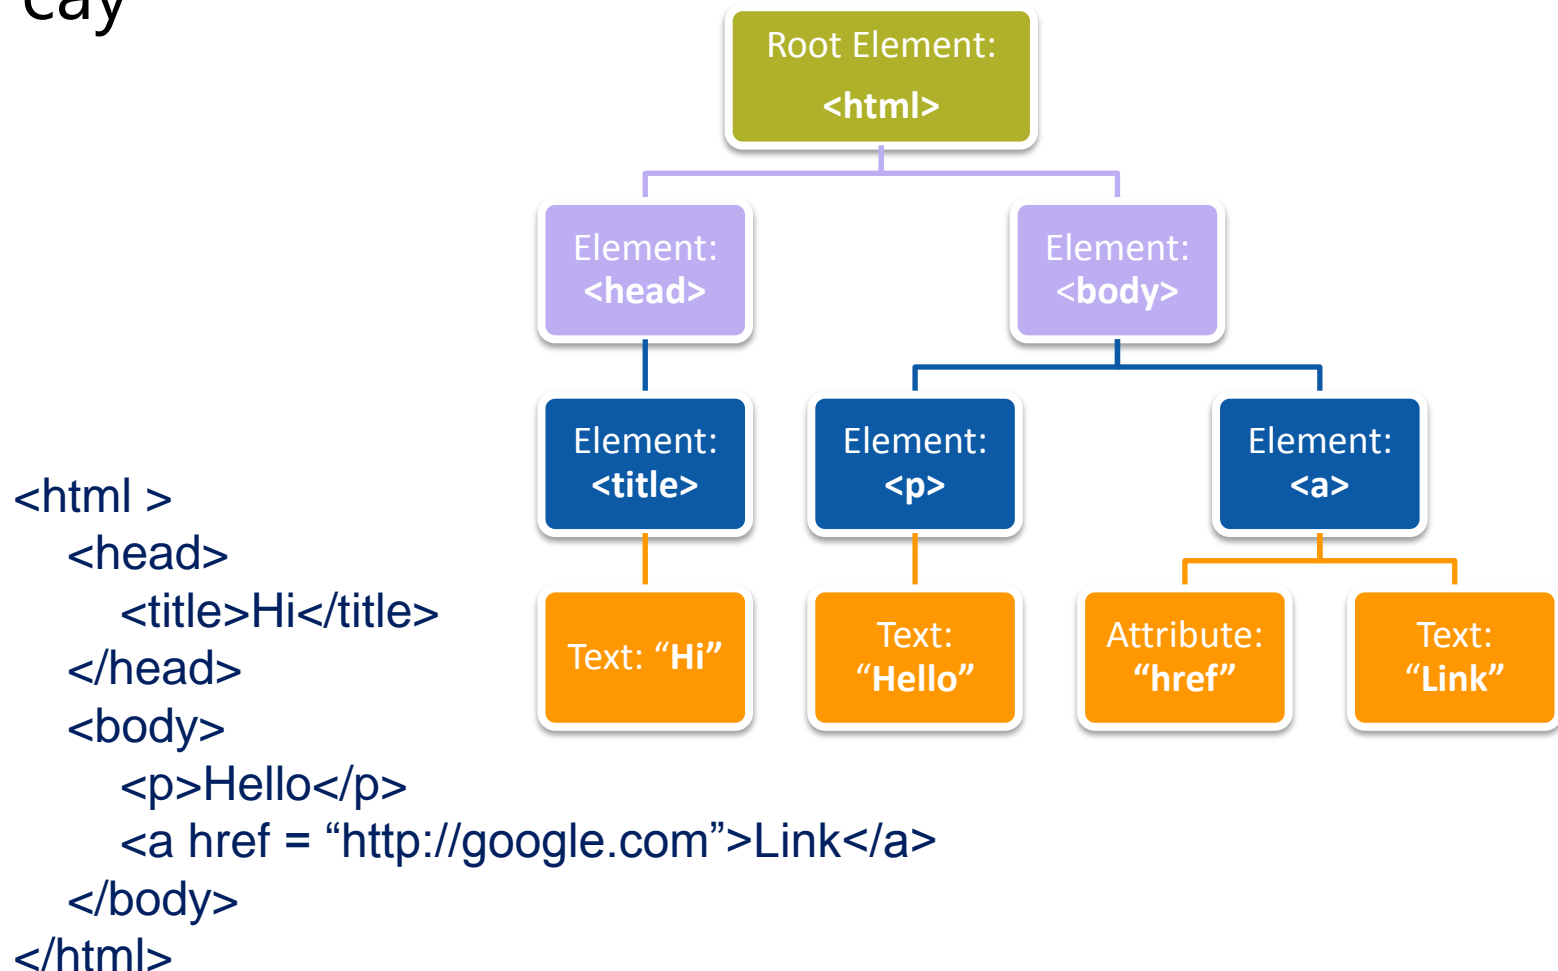 cây
Root Element:
<html>
Element:
<head>
Element:
<body>
Element:
<title>
Element:
<p>
Element:
<a>
Text: “Hi”
Text:
“Hello”
Attribute:
“href”
Text:
“Link”
<html >
<head>
<title>Hi</title>
</head>
<body>
<p>Hello</p>
<a href = “http://google.com”>Link</a>
</body>
</html>